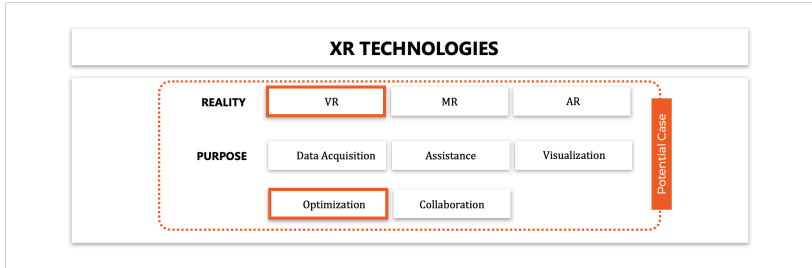 XR TECHNOLOGIES
REALITY VR MR AR
PURPOSE Data Acquisition Assistance Visualization
Optimization Collaboration
Potential Case